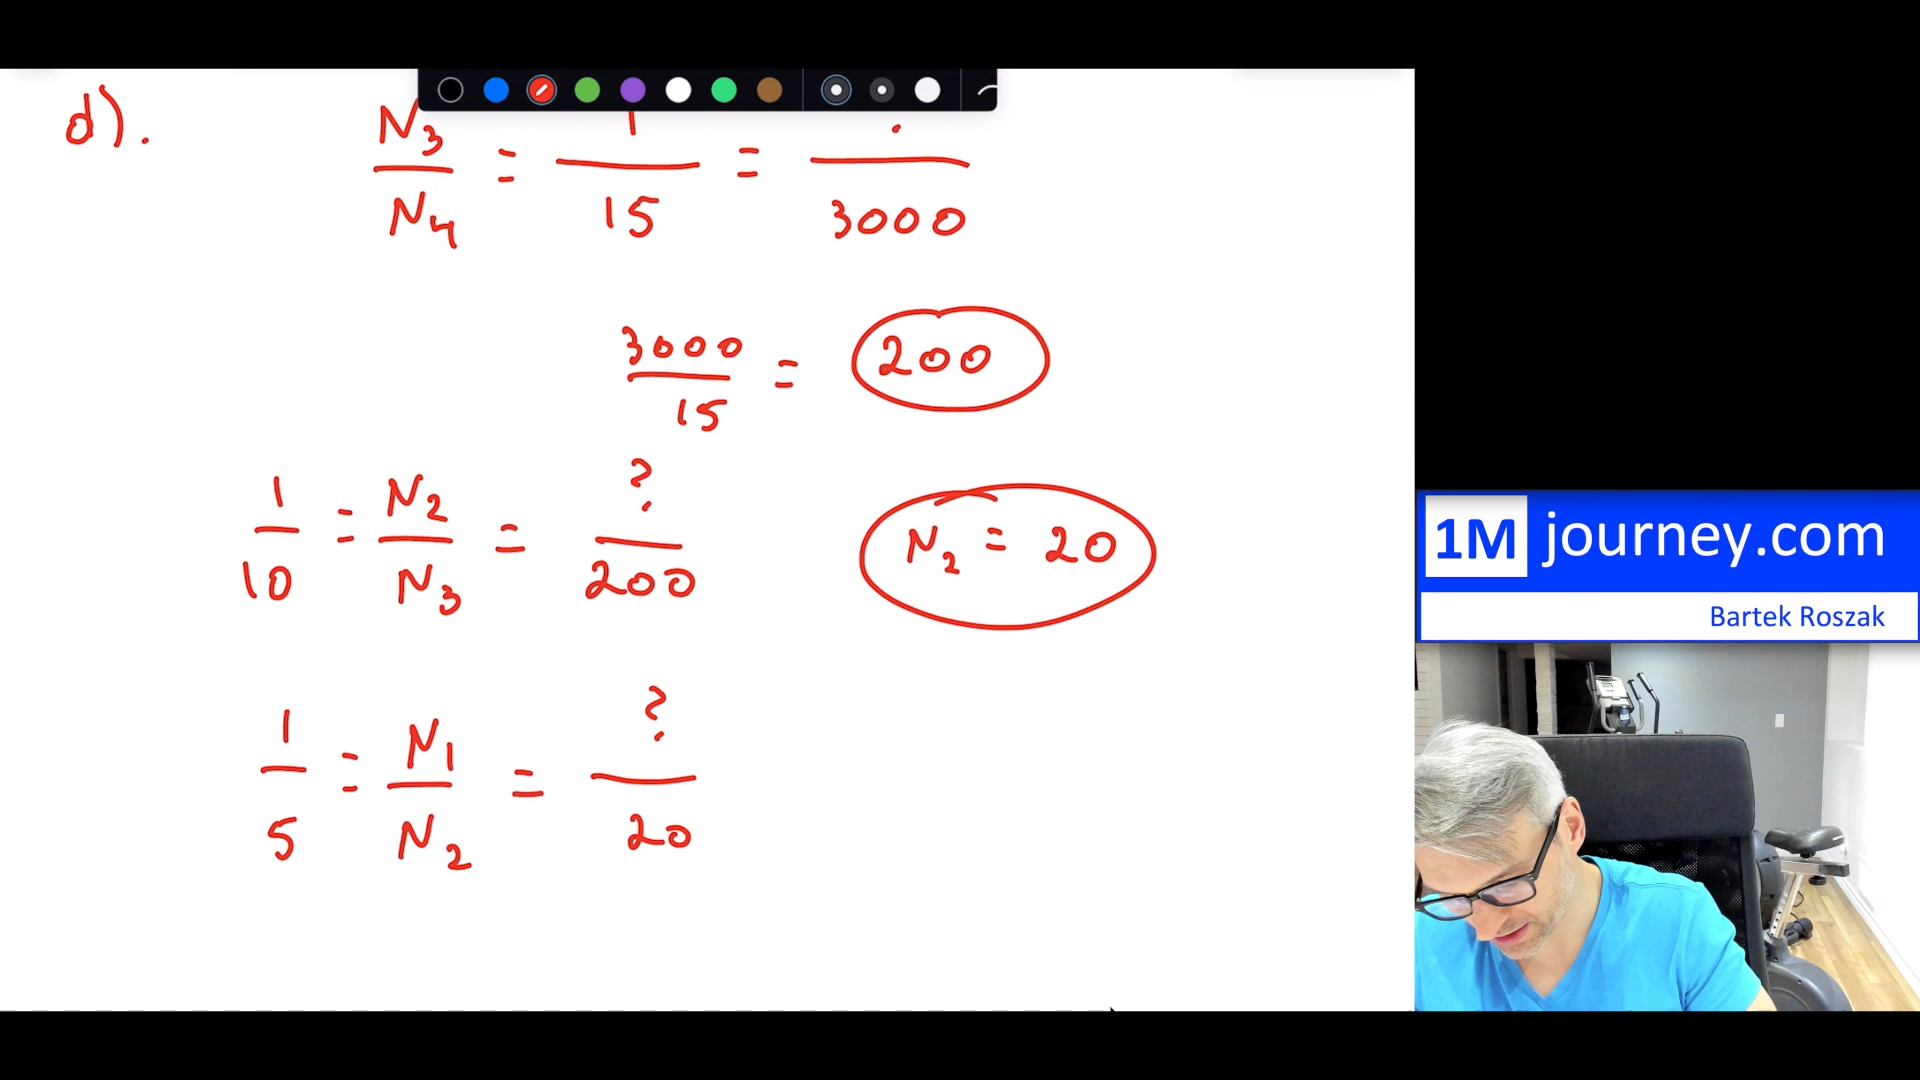 d). N₃/N₄ = 1/15 = ?/3000
3000/15 = 200
1/10 = N₂/N₃ = ?/200 N₂ = 20
1/5 = N₁/N₂ = ?/20
1M journey.com
Bartek Roszak